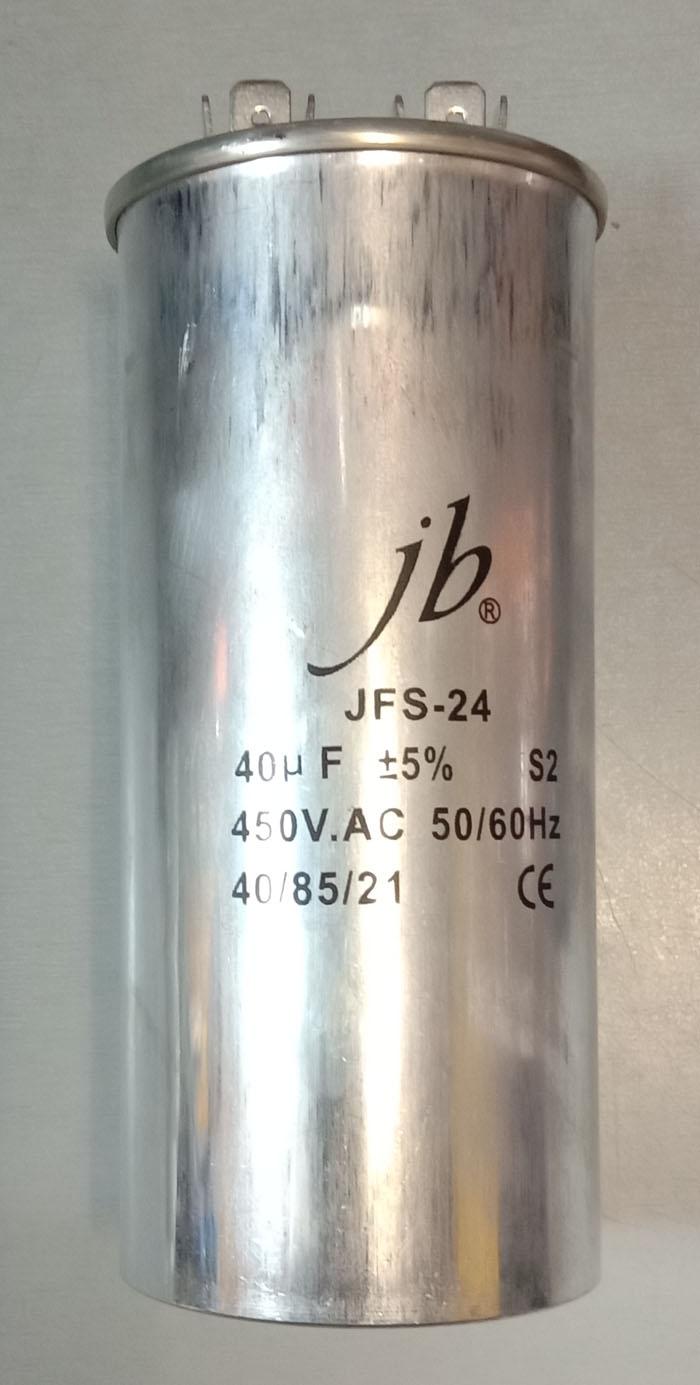 jb®
JFS-24
40μF ±5% S2
450V.AC 50/60Hz
40/85/21 CE